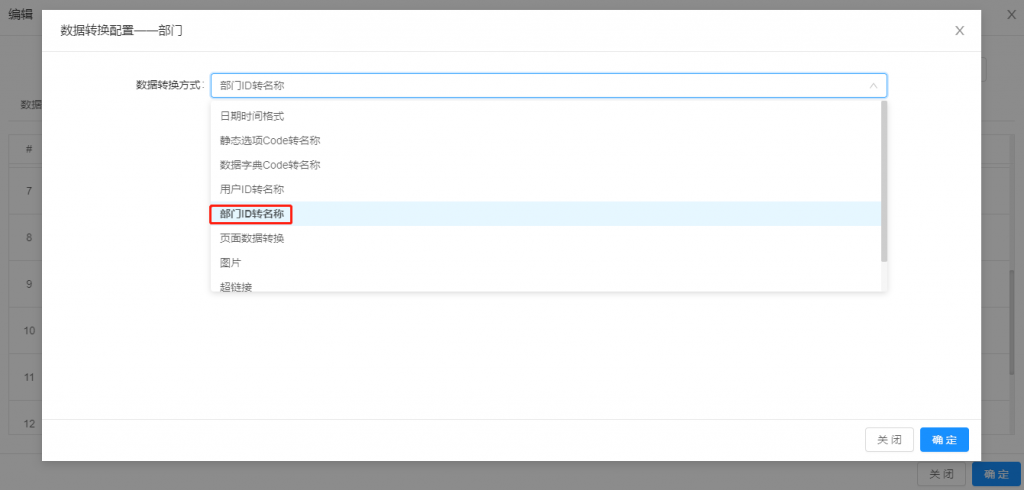 编辑
数据转换配置——部门
数据转换方式:
部门ID转名称
数据
日期时间格式
#
静态选项Code转名称
数据字典Code转名称
7
用户ID转名称
部门ID转名称
8
页面数据转换
图片
9
超链接
10
11
12
关 闭
确 定
关 闭
确 定